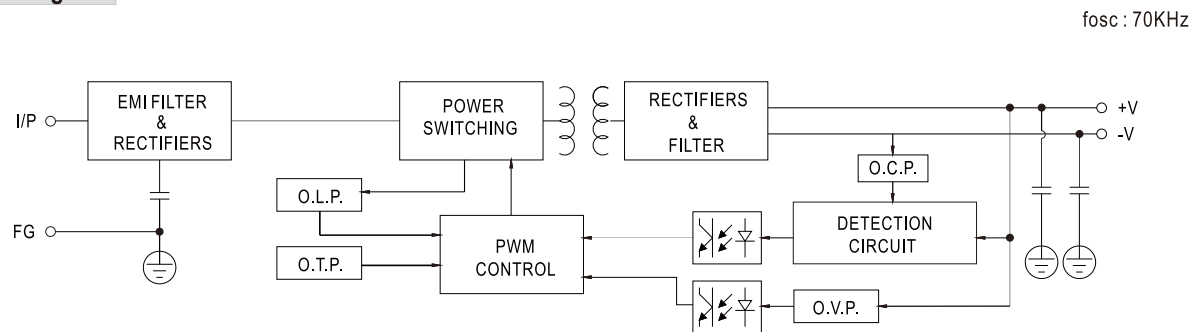 fosc : 70KHz
I/P
EMI FILTER
&
RECTIFIERS
POWER
SWITCHING
RECTIFIERS
&
FILTER
+V
-V
O.C.P.
O.L.P.
FG
O.T.P.
PWM
CONTROL
DETECTION
CIRCUIT
O.V.P.